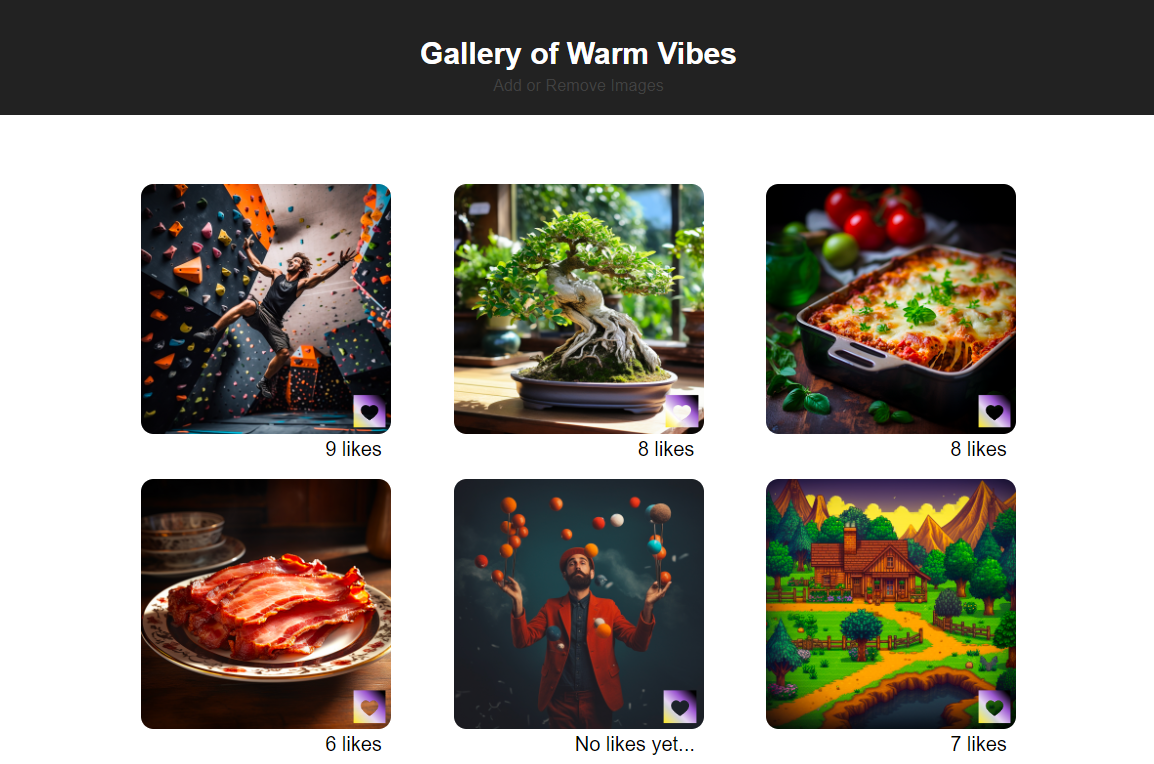 Gallery of Warm Vibes
Add or Remove Images
9 likes
8 likes
8 likes
6 likes
No likes yet...
7 likes